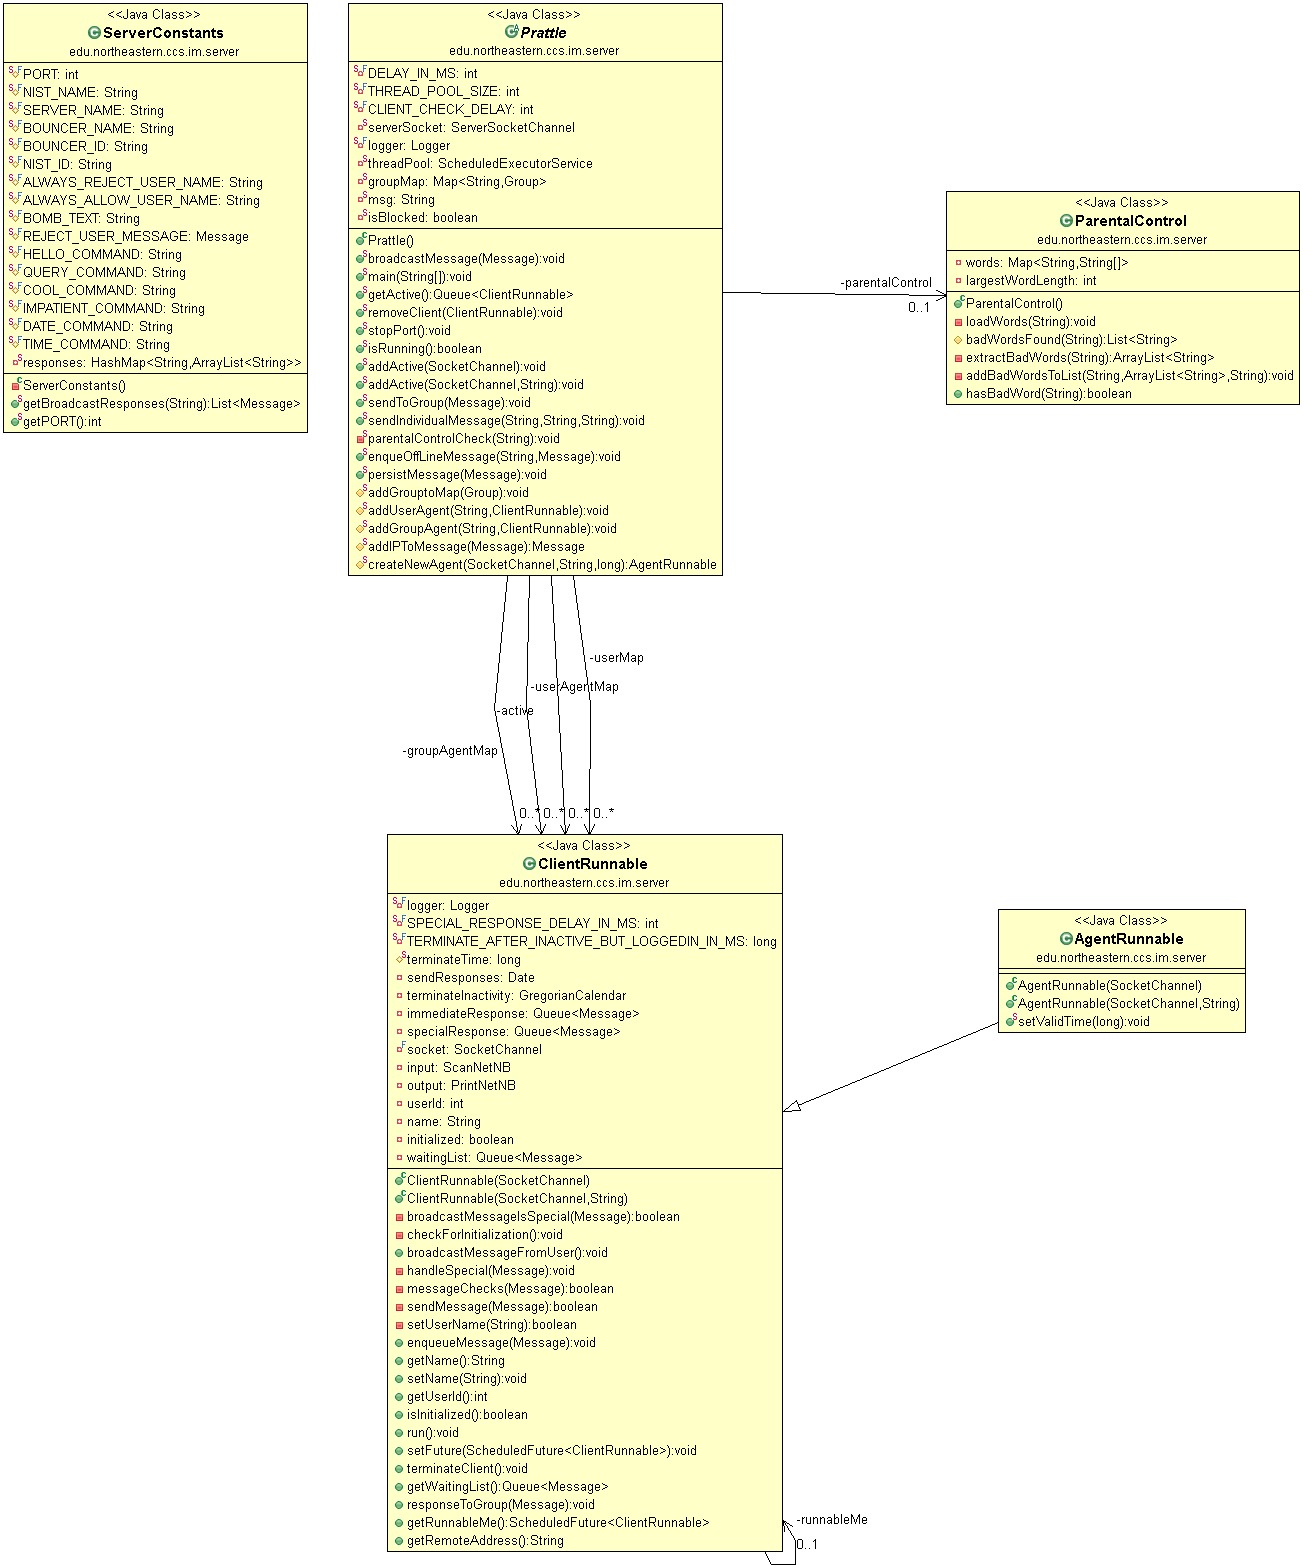 <<Java Class>>
ServerConstants
edu.northeastern.ccs.im.server
PORT: int
NIST_NAME: String
SERVER_NAME: String
BOUNCER_NAME: String
BOUNCER_ID: String
NIST_ID: String
ALWAYS_REJECT_USER_NAME: String
ALWAYS_ALLOW_USER_NAME: String
BOMB_TEXT: String
REJECT_USER_MESSAGE: Message
HELLO_COMMAND: String
QUERY_COMMAND: String
COOL_COMMAND: String
IMPATIENT_COMMAND: String
DATE_COMMAND: String
TIME_COMMAND: String
responses: HashMap<String,ArrayList<String>>
ServerConstants()
getBroadcastResponses(String):List<Message>
getPORT():int
<<Java Class>>
Prattle
edu.northeastern.ccs.im.server
DELAY_IN_MS: int
THREAD_POOL_SIZE: int
CLIENT_CHECK_DELAY: int
serverSocket: ServerSocketChannel
logger: Logger
threadPool: ScheduledExecutorService
groupMap: Map<String,Group>
msg: String
isBlocked: boolean
Prattle()
broadcastMessage(Message):void
main(String[]):void
getActive():Queue<ClientRunnable>
removeClient(ClientRunnable):void
stopPort():void
isRunning():boolean
addActive(SocketChannel):void
addActive(SocketChannel,String):void
sendToGroup(Message):void
sendIndividualMessage(String,String,String):void
parentalControlCheck(String):void
enqueOffLineMessage(String,Message):void
persistMessage(Message):void
addGrouptoMap(Group):void
addUserAgent(String,ClientRunnable):void
addGroupAgent(String,ClientRunnable):void
addIPToMessage(Message):Message
createNewAgent(SocketChannel,String,long):AgentRunnable
-parentalControl
0..1
<<Java Class>>
ParentalControl
edu.northeastern.ccs.im.server
words: Map<String,String[]>
largestWordLength: int
ParentalControl()
loadWords(String):void
badWordsFound(String):List<String>
extractBadWords(String):ArrayList<String>
addBadWordsToList(String,ArrayList<String>,String):void
hasBadWord(String):boolean
-userMap
-userAgentMap
-active
-groupAgentMap
0..* 0..* 0..* 0..*
<<Java Class>>
ClientRunnable
edu.northeastern.ccs.im.server
logger: Logger
SPECIAL_RESPONSE_DELAY_IN_MS: int
TERMINATE_AFTER_INACTIVE_BUT_LOGGEDIN_IN_MS: long
terminateTime: long
sendResponses: Date
terminateInactivity: GregorianCalendar
immediateResponse: Queue<Message>
specialResponse: Queue<Message>
socket: SocketChannel
input: ScanNetNB
output: PrintNetNB
userId: int
name: String
initialized: boolean
waitingList: Queue<Message>
ClientRunnable(SocketChannel)
ClientRunnable(SocketChannel,String)
broadcastMessageIsSpecial(Message):boolean
checkForInitialization():void
broadcastMessageFromUser():void
handleSpecial(Message):void
messageChecks(Message):boolean
sendMessage(Message):boolean
setUserName(String):boolean
enqueueMessage(Message):void
getName():String
setName(String):void
getUserId():int
isInitialized():boolean
run():void
setFuture(ScheduledFuture<ClientRunnable>):void
terminateClient():void
getWaitingList():Queue<Message>
responseToGroup(Message):void
getRunnableMe():ScheduledFuture<ClientRunnable>
getRemoteAddress():String
-runnableMe
0..1
<<Java Class>>
AgentRunnable
edu.northeastern.ccs.im.server
AgentRunnable(SocketChannel)
AgentRunnable(SocketChannel,String)
setValidTime(long):void